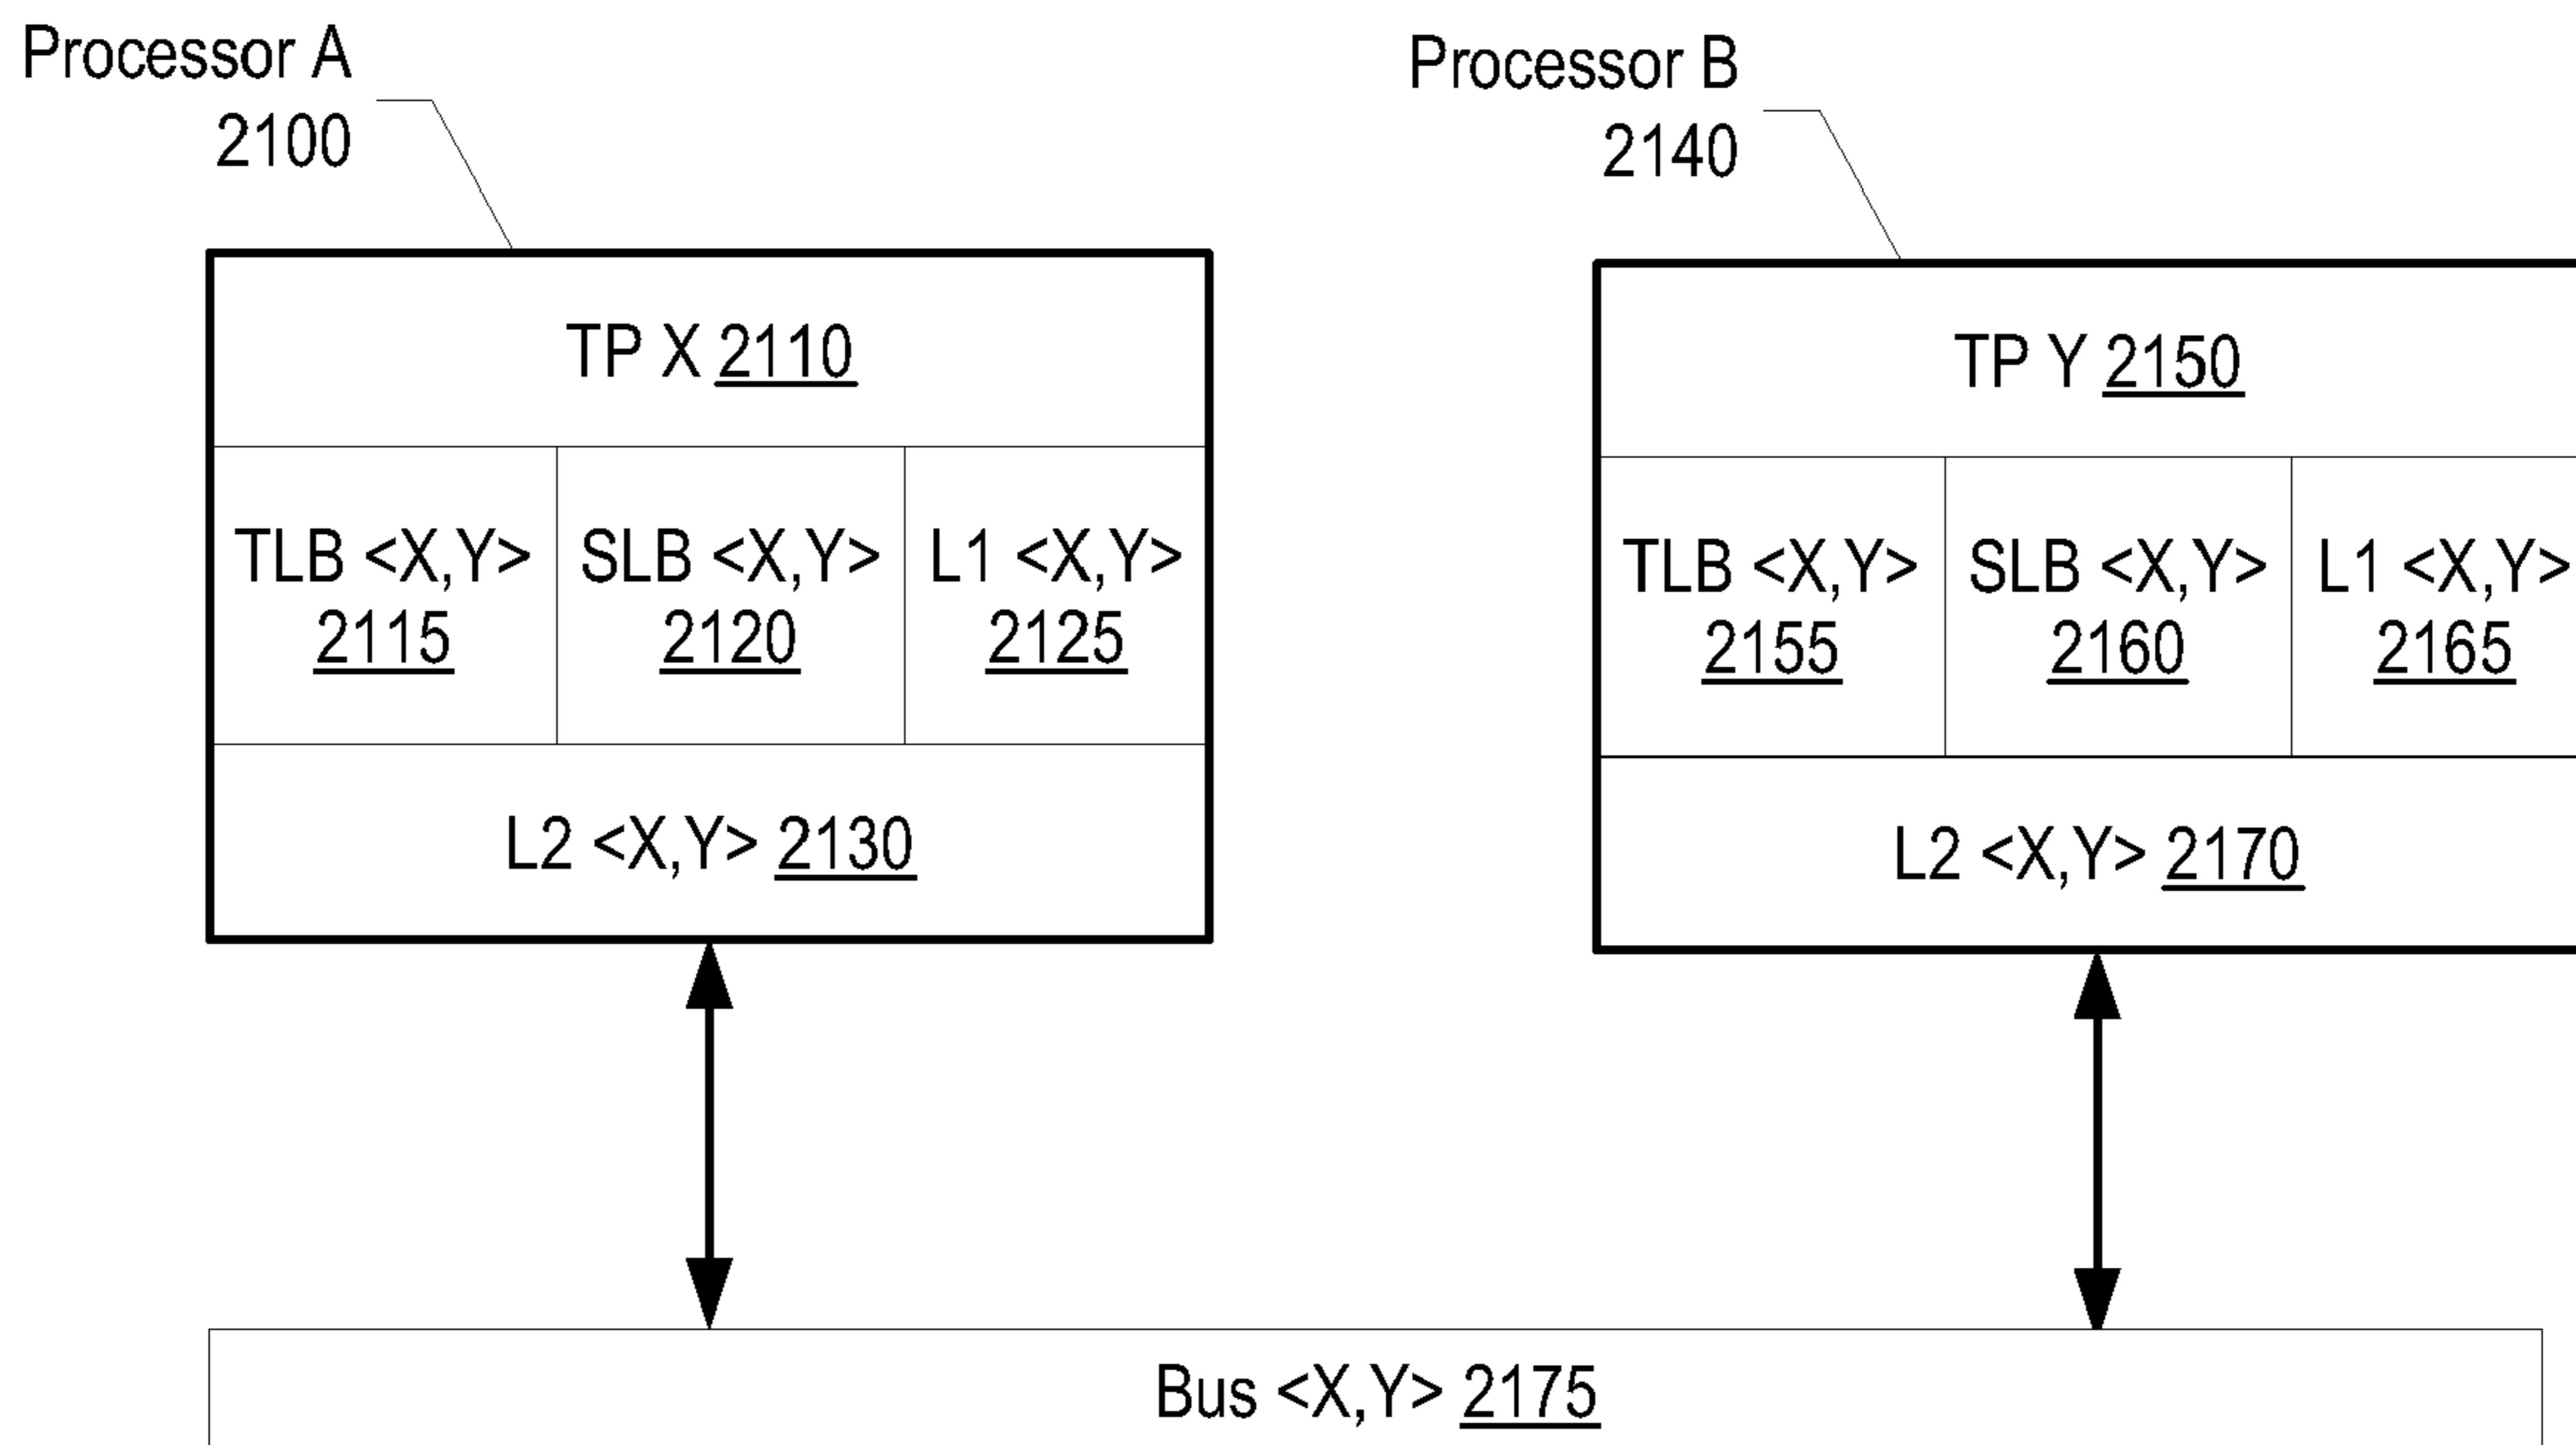 Processor A
2100
Processor B
2140
TP X 2110
TLB <X,Y>
2115
SLB <X,Y>
2120
L1 <X,Y>
2125
L2 <X,Y> 2130
TP Y 2150
TLB <X,Y>
2155
SLB <X,Y>
2160
L1 <X,Y>
2165
L2 <X,Y> 2170
Bus <X,Y> 2175